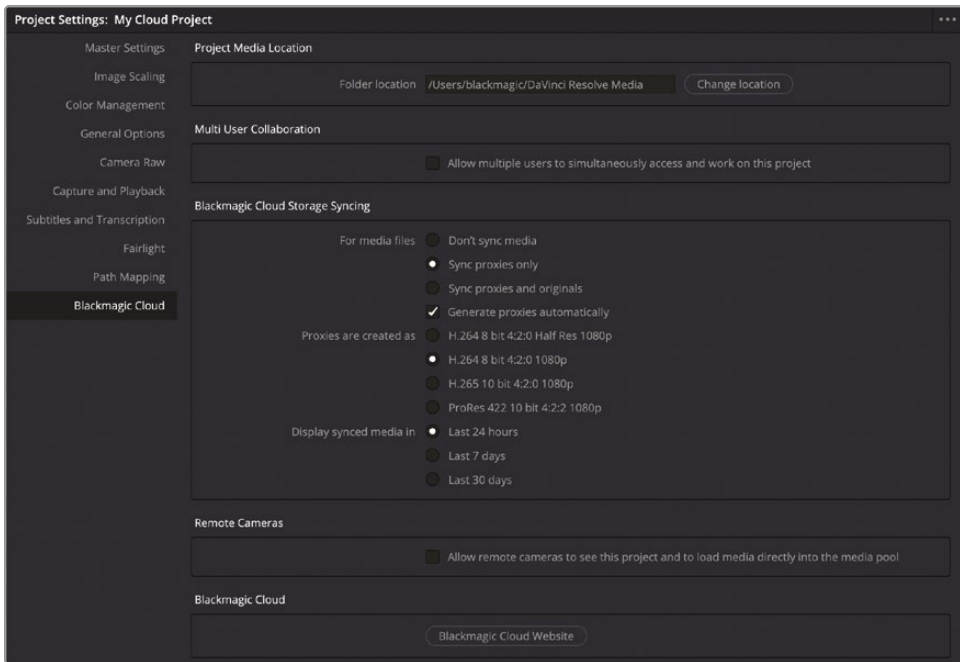 Project Settings: My Cloud Project
Master Settings
Image Scaling
Color Management
General Options
Camera Raw
Capture and Playback
Subtitles and Transcription
Fairlight
Path Mapping
Blackmagic Cloud
Project Media Location
Folder location /Users/blackmagic/DaVinci Resolve Media Change location
Multi User Collaboration
Allow multiple users to simultaneously access and work on this project
Blackmagic Cloud Storage Syncing
For media files Don't sync media
Sync proxies only
Sync proxies and originals
Generate proxies automatically
Proxies are created as H.264 8 bit 4:2:0 Half Res 1080p
H.264 8 bit 4:2:0 1080p
H.265 10 bit 4:2:0 1080p
ProRes 422 10 bit 4:2:2 1080p
Display synced media in Last 24 hours
Last 7 days
Last 30 days
Remote Cameras
Allow remote cameras to see this project and to load media directly into the media pool
Blackmagic Cloud
Blackmagic Cloud Website